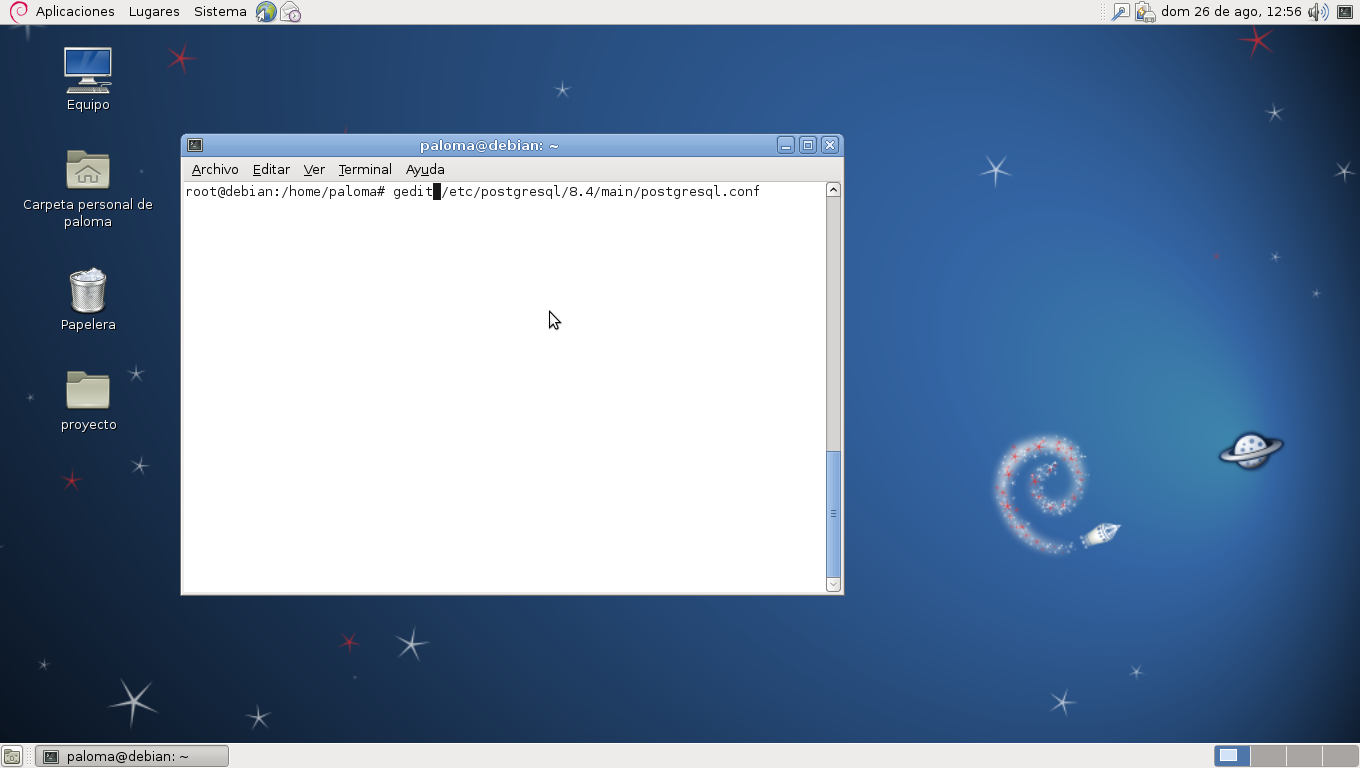 Aplicaciones Lugares Sistema dom 26 de ago, 12:56
Equipo
Carpeta personal de
paloma
Papelera
proyecto
paloma@debian: ~
Archivo Editar Ver Terminal Ayuda
root@debian:/home/paloma# gedit /etc/postgresql/8.4/main/postgresql.conf
paloma@debian: ~